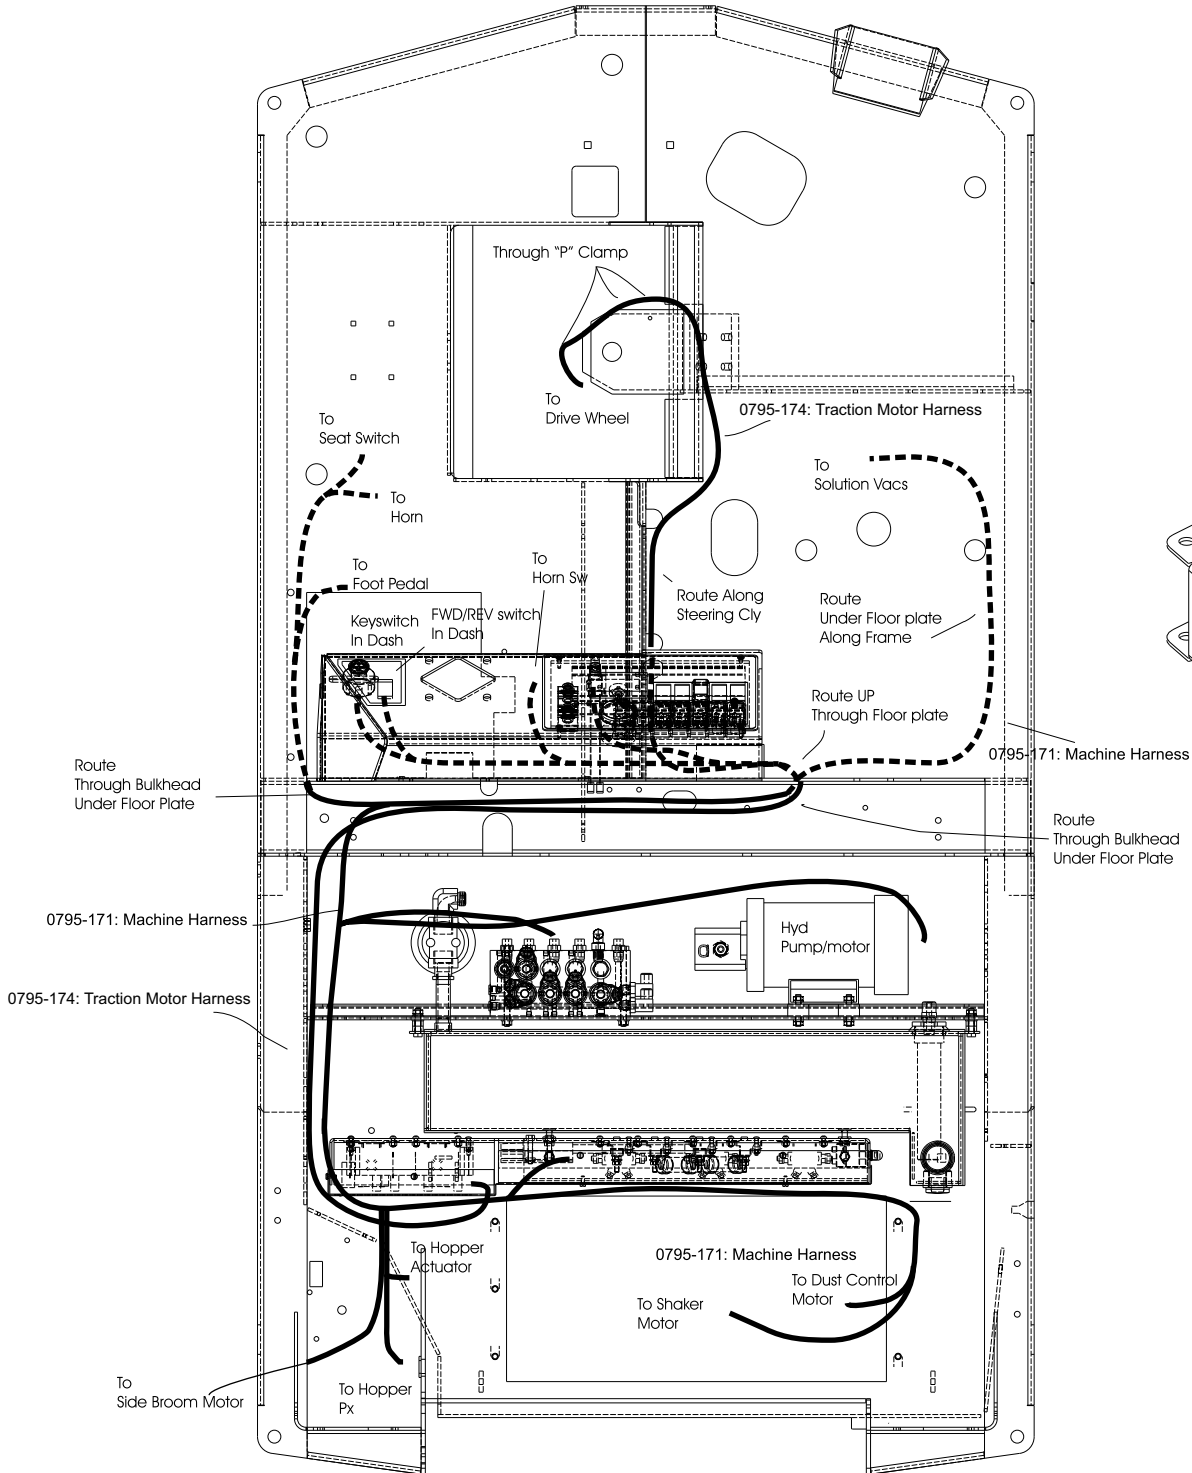 Through “P” Clamp
To
Drive Wheel
0795-174: Traction Motor Harness
To
Seat Switch
To
Solution Vacs
To
Horn
To
Foot Pedal
To
Horn Sw
Keyswitch
In Dash
FWD/REV switch
In Dash
Route Along
Steering Cly
Route
Under Floor plate
Along Frame
Route UP
Through Floor plate
0795-171: Machine Harness
Route
Through Bulkhead
Under Floor Plate
Route
Through Bulkhead
Under Floor Plate
0795-171: Machine Harness
Hyd
Pump/motor
0795-174: Traction Motor Harness
To Hopper
Actuator
0795-171: Machine Harness
To Dust Control
Motor
To Shaker
Motor
To
Side Broom Motor
To Hopper
Px